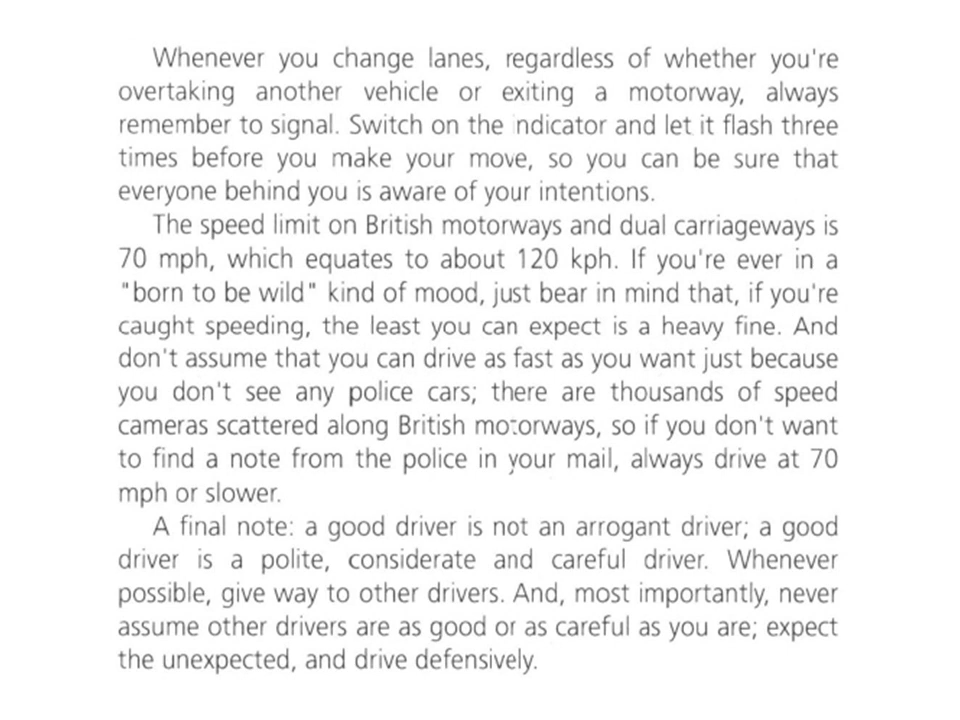 Whenever you change lanes, regardless of whether you're
overtaking another vehicle or exiting a motorway, always
remember to signal. Switch on the indicator and let it flash three
times before you make your move, so you can be sure that
everyone behind you is aware of your intentions.
The speed limit on British motorways and dual carriageways is
70 mph, which equates to about 120 kph. If you're ever in a
"born to be wild" kind of mood, just bear in mind that, if you're
caught speeding, the least you can expect is a heavy fine. And
don't assume that you can drive as fast as you want just because
you don't see any police cars; there are thousands of speed
cameras scattered along British motorways, so if you don't want
to find a note from the police in your mail, always drive at 70
mph or slower.
A final note: a good driver is not an arrogant driver; a good
driver is a polite, considerate and careful driver. Whenever
possible, give way to other drivers. And, most importantly, never
assume other drivers are as good or as careful as you are; expect
the unexpected, and drive defensively.